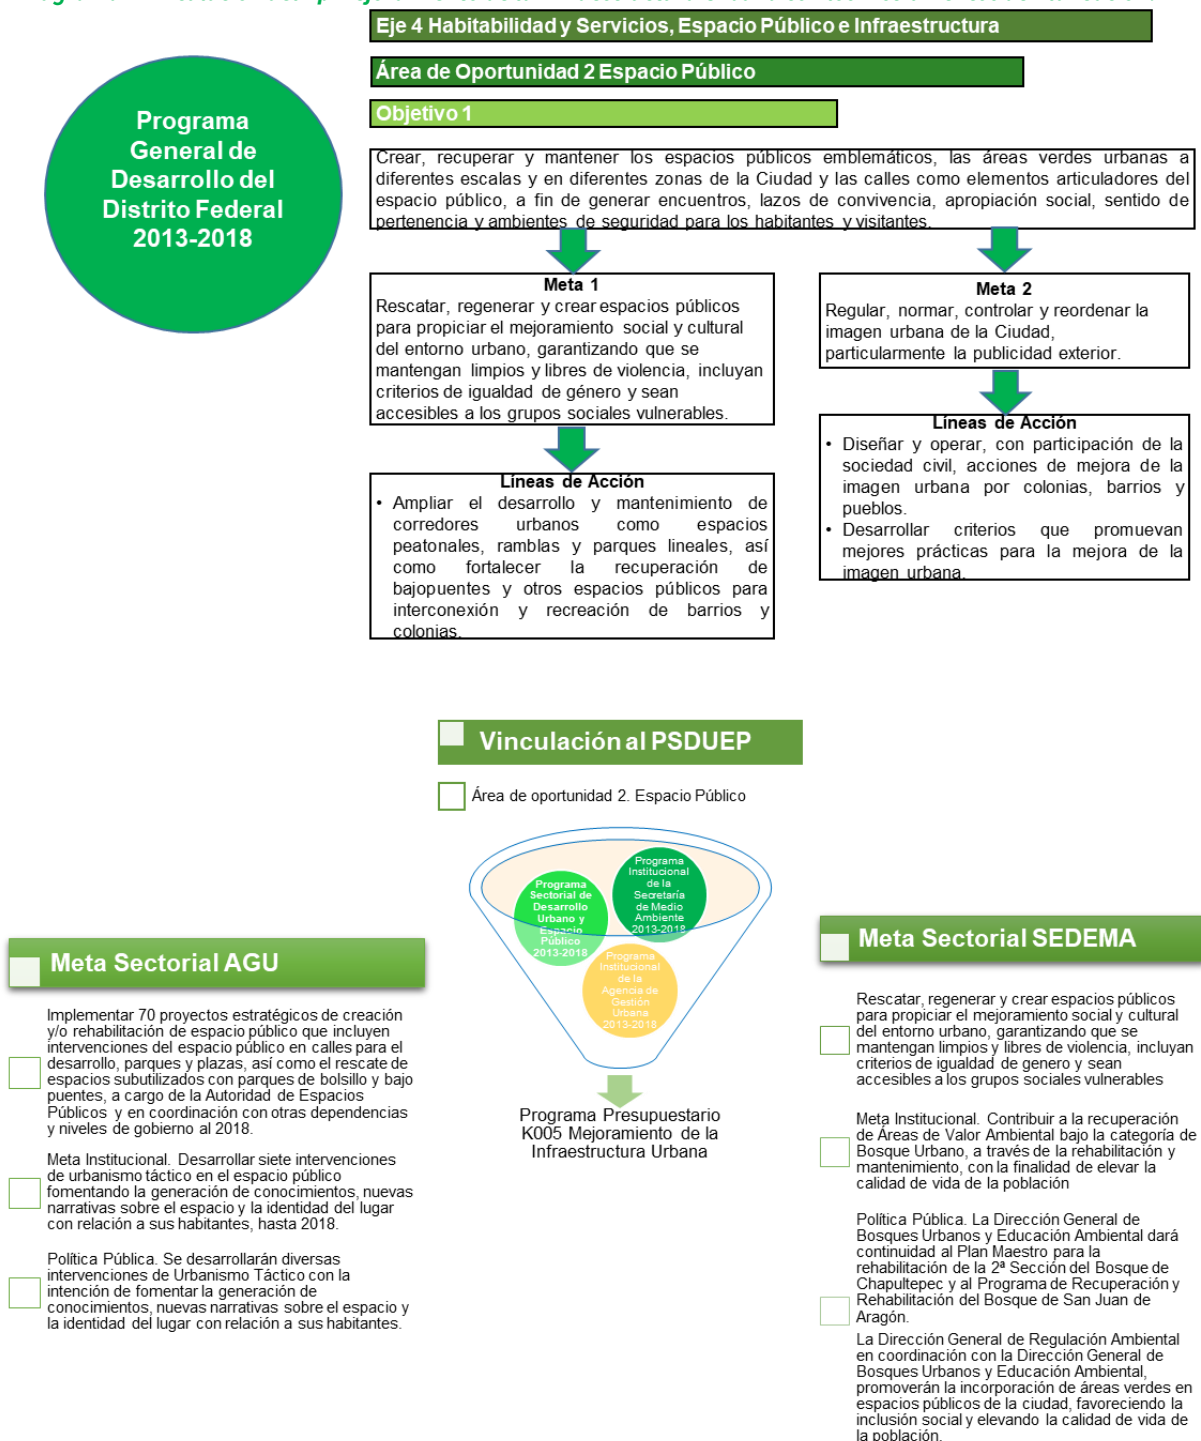 Eje 4 Habitabilidad y Servicios, Espacio Público e Infraestructura
Área de Oportunidad 2 Espacio Público
Objetivo 1
Programa
General de
Desarrollo del
Distrito Federal
2013-2018
Crear, recuperar y mantener los espacios públicos emblemáticos, las áreas verdes urbanas a
diferentes escalas y en diferentes zonas de la Ciudad y las calles como elementos articuladores del
espacio público, a fin de generar encuentros, lazos de convivencia, apropiación social, sentido de
pertenencia y ambientes de seguridad para los habitantes y visitantes.
Meta 1
Rescatar, regenerar y crear espacios públicos
para propiciar el mejoramiento social y cultural
del entorno urbano, garantizando que se
mantengan limpios y libres de violencia, incluyan
criterios de igualdad de género y sean
accesibles a los grupos sociales vulnerables.
Meta 2
Regular, normar, controlar y reordenar la
imagen urbana de la Ciudad,
particularmente la publicidad exterior.
Líneas de Acción
• Ampliar el desarrollo y mantenimiento de
corredores urbanos como espacios
peatonales, ramblas y parques lineales, así
como fortalecer la recuperación de
bajopuentes y otros espacios públicos para
interconexión y recreación de barrios y
colonias.
Líneas de Acción
• Diseñar y operar, con participación de la
sociedad civil, acciones de mejora de la
imagen urbana por colonias, barrios y
pueblos.
• Desarrollar criterios que promuevan
mejores prácticas para la mejora de la
imagen urbana.
Vinculación al PSDUEP
Área de oportunidad 2. Espacio Público
Programa
Sectorial de
Desarrollo
Urbano y
Espacio
Público
2013-2018
Programa
Institucional
de la
Secretaría
de Medio
Ambiente
2013-2018
Programa
Institucional
de la
Agencia de
Gestión
Urbana
2013-2018
Programa Presupuestario
K005 Mejoramiento de la
Infraestructura Urbana
Meta Sectorial AGU
Implementar 70 proyectos estratégicos de creación
y/o rehabilitación de espacio público que incluyen
intervenciones del espacio público en calles para el
desarrollo, parques y plazas, así como el rescate de
espacios subutilizados con parques de bolsillo y bajo
puentes, a cargo de la Autoridad de Espacios
Públicos y en coordinación con otras dependencias
y niveles de gobierno al 2018.
Meta Institucional. Desarrollar siete intervenciones
de urbanismo táctico en el espacio público
fomentando la generación de conocimientos, nuevas
narrativas sobre el espacio y la identidad del lugar
con relación a sus habitantes, hasta 2018.
Política Pública. Se desarrollarán diversas
intervenciones de Urbanismo Táctico con la
intención de fomentar la generación de
conocimientos, nuevas narrativas sobre el espacio y
la identidad del lugar con relación a sus habitantes.
Meta Sectorial SEDEMA
Rescatar, regenerar y crear espacios públicos
para propiciar el mejoramiento social y cultural
del entorno urbano, garantizando que se
mantengan limpios y libres de violencia, incluyan
criterios de igualdad de genero y sean
accesibles a los grupos sociales vulnerables
Meta Institucional. Contribuir a la recuperación
de Áreas de Valor Ambiental bajo la categoría de
Bosque Urbano, a través de la rehabilitación y
mantenimiento, con la finalidad de elevar la
calidad de vida de la población
Política Pública. La Dirección General de
Bosques Urbanos y Educación Ambiental dará
continuidad al Plan Maestro para la
rehabilitación de la 2ª Sección del Bosque de
Chapultepec y al Programa de Recuperación y
Rehabilitación del Bosque de San Juan de
Aragón.
La Dirección General de Regulación Ambiental
en coordinación con la Dirección General de
Bosques Urbanos y Educación Ambiental,
promoverán la incorporación de áreas verdes en
espacios públicos de la ciudad, favoreciendo la
inclusión social y elevando la calidad de vida de
la población.